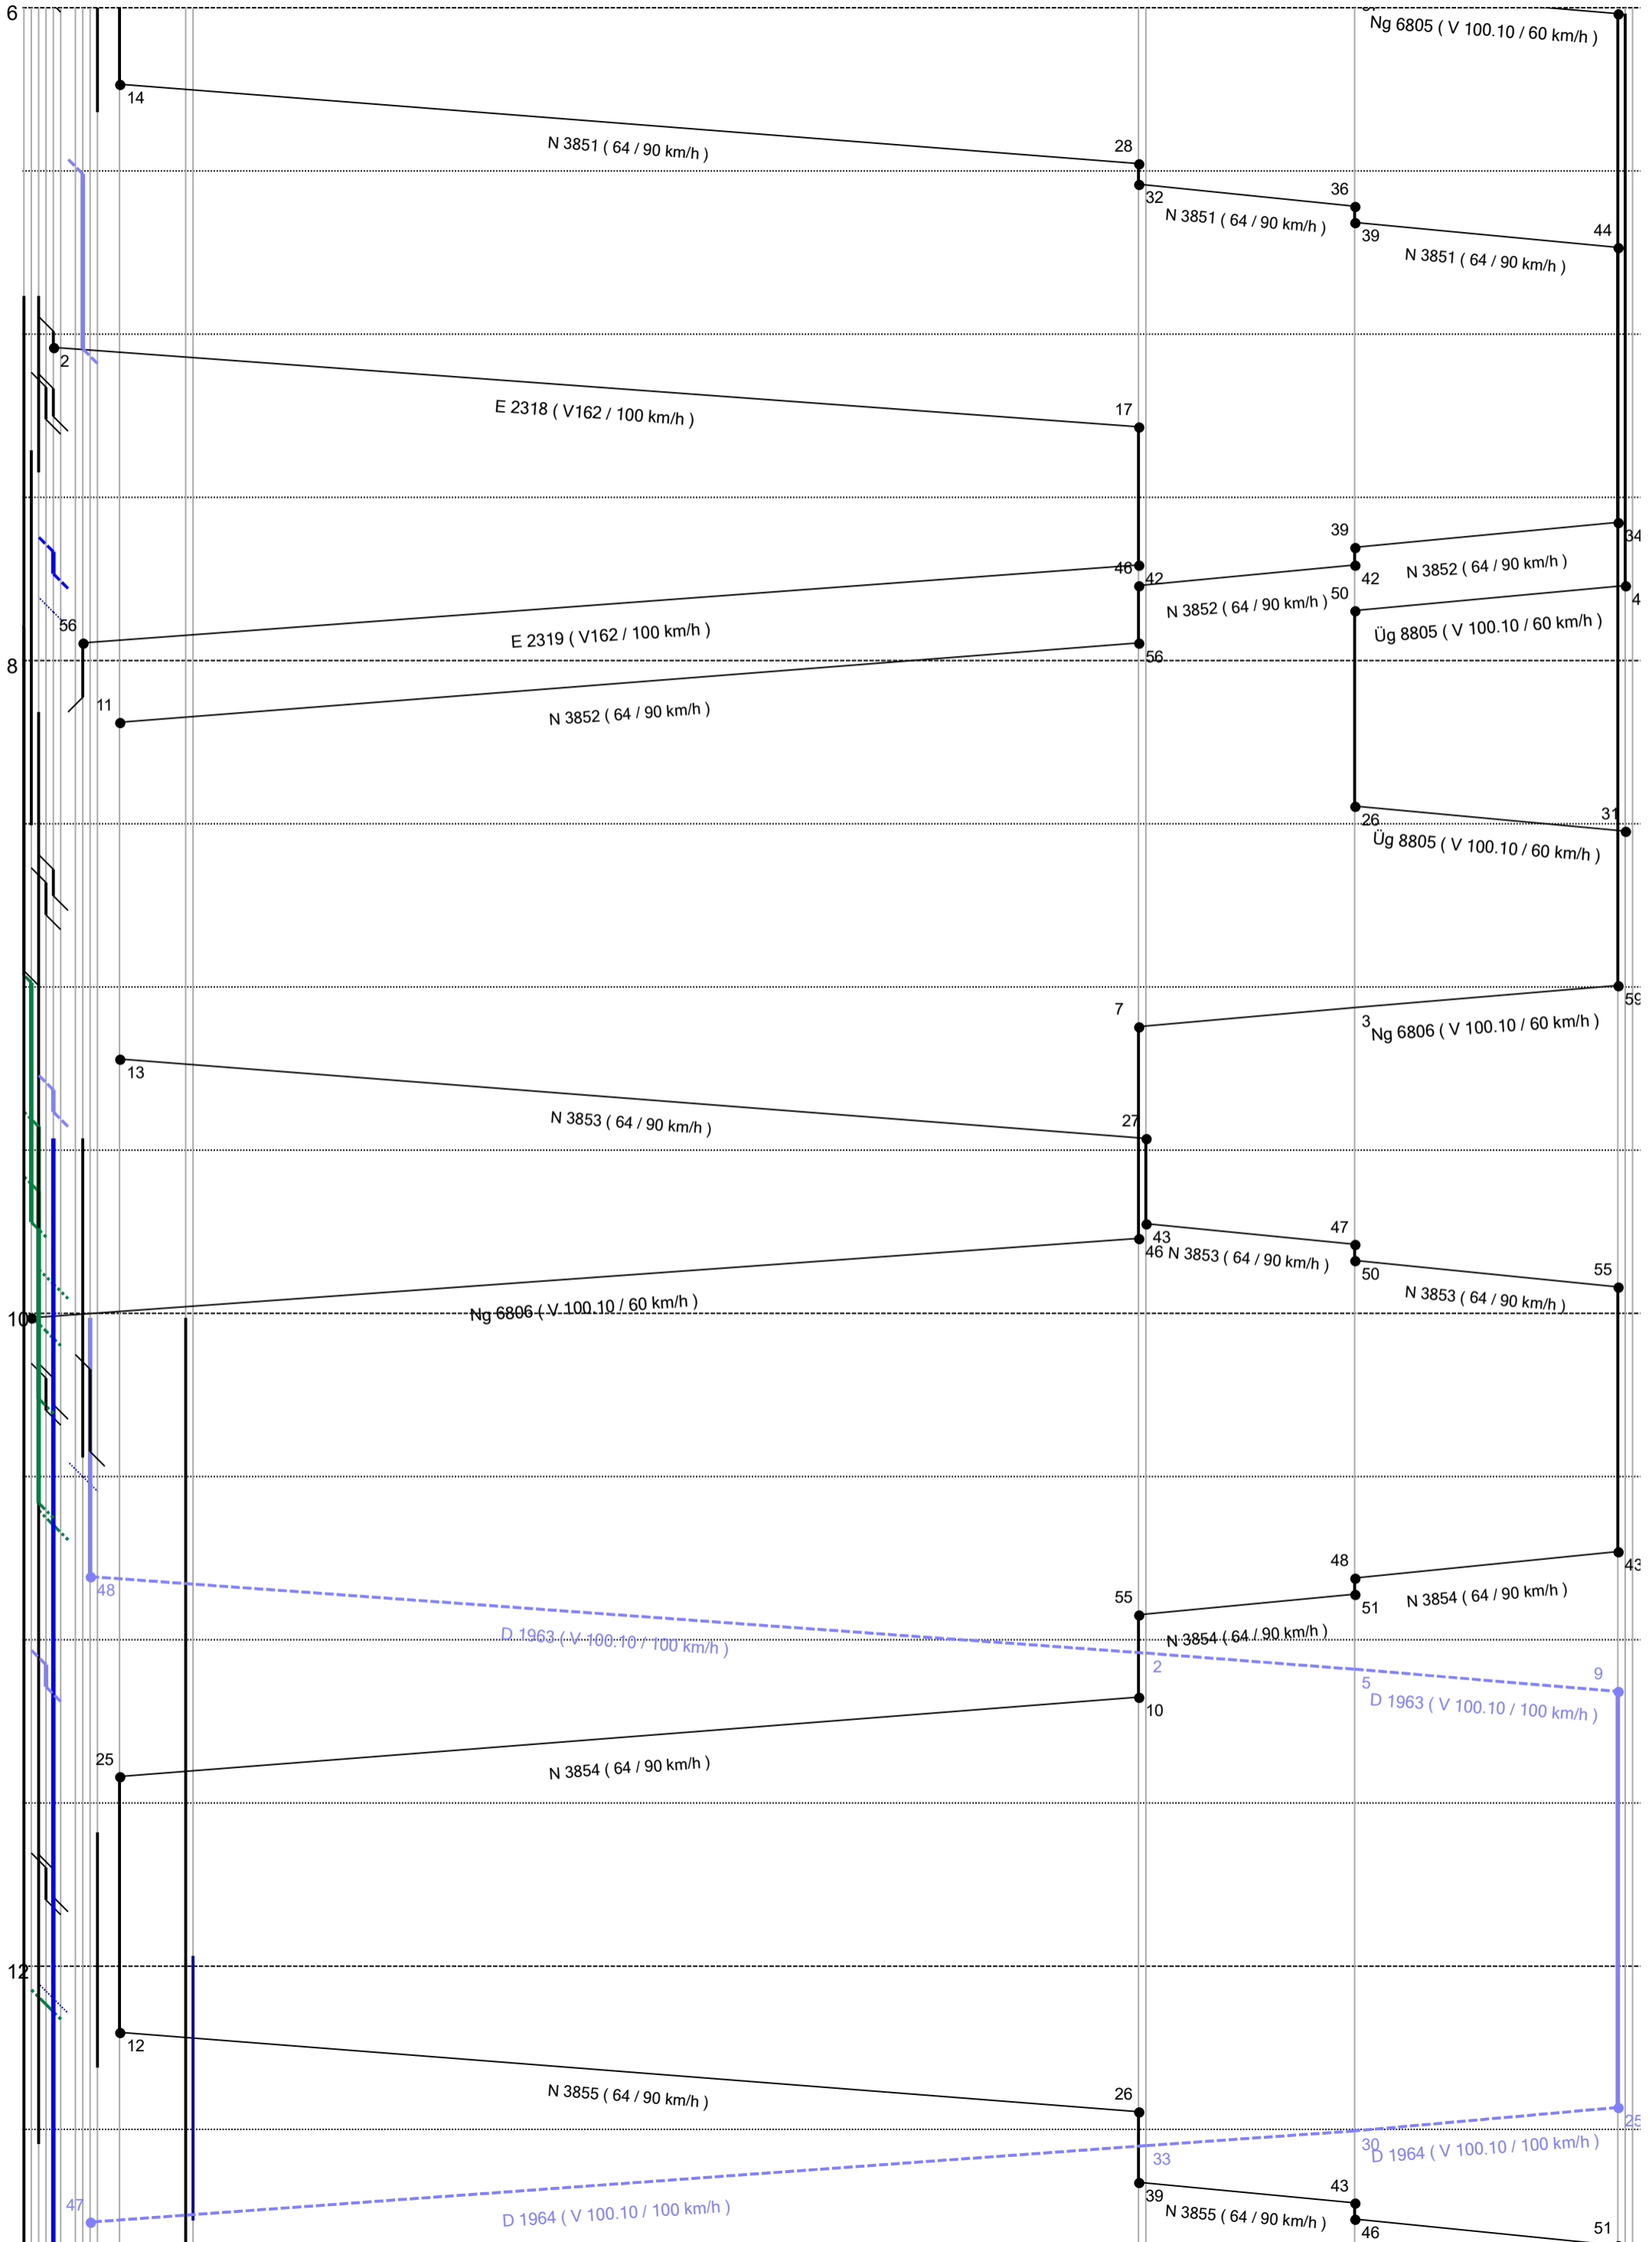 6
Ng 6805 ( V 100.10 / 60 km/h )
14
N 3851 ( 64 / 90 km/h )
28
32
N 3851 ( 64 / 90 km/h )
36
39
N 3851 ( 64 / 90 km/h )
44
2
E 2318 ( V162 / 100 km/h )
17
34
39
N 3852 ( 64 / 90 km/h )
42
46
42
N 3852 ( 64 / 90 km/h )
50
4
Üg 8805 ( V 100.10 / 60 km/h )
56
E 2319 ( V162 / 100 km/h )
56
8
11
N 3852 ( 64 / 90 km/h )
26
31
Üg 8805 ( V 100.10 / 60 km/h )
59
7
3
Ng 6806 ( V 100.10 / 60 km/h )
13
N 3853 ( 64 / 90 km/h )
27
43
46
N 3853 ( 64 / 90 km/h )
47
50
55
N 3853 ( 64 / 90 km/h )
10
Ng 6806 ( V 100.10 / 60 km/h )
43
48
N 3854 ( 64 / 90 km/h )
48
55
51
N 3854 ( 64 / 90 km/h )
D 1963 ( V 100.10 / 100 km/h )
2
5
9
D 1963 ( V 100.10 / 100 km/h )
10
25
N 3854 ( 64 / 90 km/h )
12
12
N 3855 ( 64 / 90 km/h )
26
25
30
D 1964 ( V 100.10 / 100 km/h )
33
47
D 1964 ( V 100.10 / 100 km/h )
39
N 3855 ( 64 / 90 km/h )
43
46
51